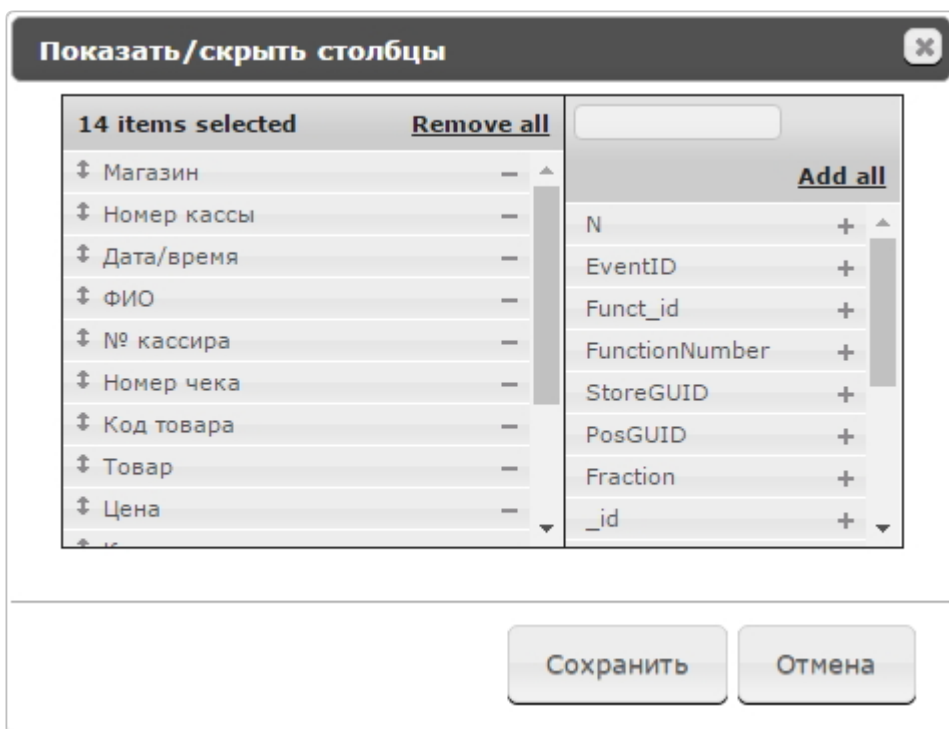 Показать/скрыть столбцы
14 items selected
Remove all
Магазин
Номер кассы
Дата/время
ФИО
№ кассира
Номер чека
Код товара
Товар
Цена
Add all
N
EventID
Funct_id
FunctionNumber
StoreGUID
PosGUID
Fraction
_id
Сохранить
Отмена